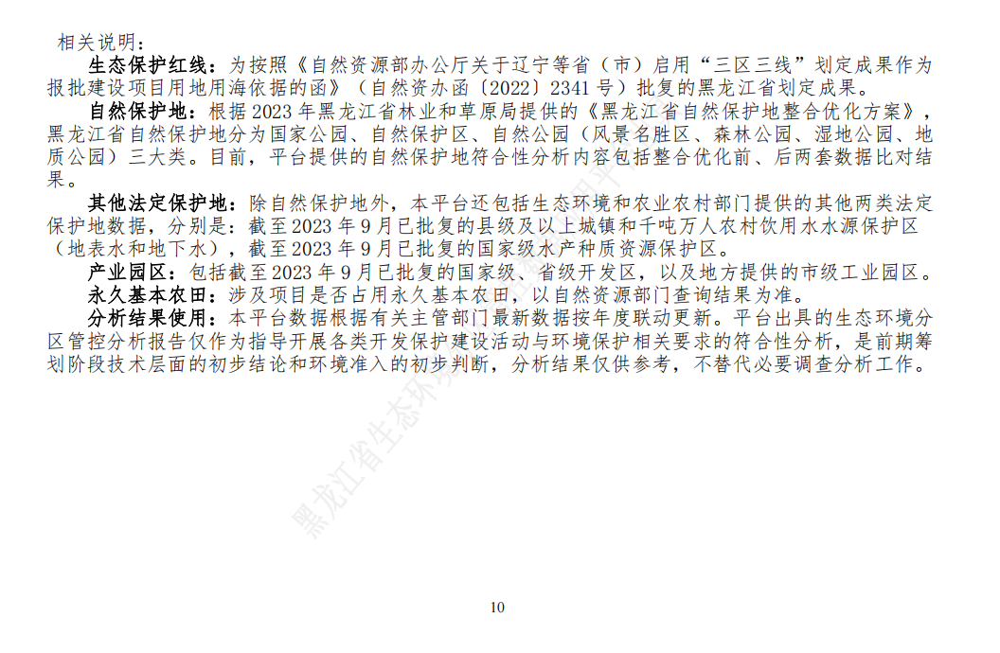 相关说明：
生态保护红线：为按照《自然资源部办公厅关于辽宁等省（市）启用“三区三线”划定成果作为
报批建设项目用地用海依据的函》（自然资办函〔2022〕2341号）批复的黑龙江省划定成果。
自然保护地：根据2023年黑龙江省林业和草原局提供的《黑龙江省自然保护地整合优化方案》，
黑龙江省自然保护地分为国家公园、自然保护区、自然公园（风景名胜区、森林公园、湿地公园、地
质公园）三大类。目前，平台提供的自然保护地符合性分析内容包括整合优化前、后两套数据比对结
果。
其他法定保护地：除自然保护地外，本平台还包括生态环境和农业农村部门提供的其他两类法定
保护地数据，分别是：截至2023年9月已批复的县级及以上城镇和千吨万人农村饮用水水源保护区
（地表水和地下水），截至2023年9月已批复的国家级水产种质资源保护区。
产业园区：包括截至2023年9月已批复的国家级、省级开发区，以及地方提供的市级工业园区。
永久基本农田：涉及项目是否占用永久基本农田，以自然资源部门查询结果为准。
分析结果使用：本平台数据根据有关主管部门最新数据按年度联动更新。平台出具的生态环境分
区管控分析报告仅作为指导开展各类开发保护建设活动与环境保护相关要求的符合性分析，是前期筹
划阶段技术层面的初步结论和环境准入的初步判断，分析结果仅供参考，不替代必要调查分析工作。
黑龙江省生态环境
10